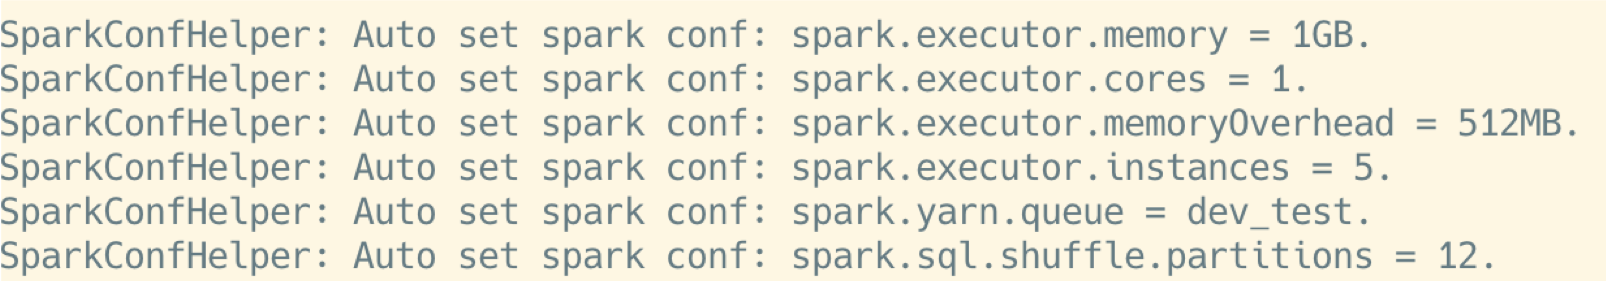 SparkConfHelper: Auto set spark conf: spark.executor.memory = 1GB.
SparkConfHelper: Auto set spark conf: spark.executor.cores = 1.
SparkConfHelper: Auto set spark conf: spark.executor.memoryOverhead = 512MB.
SparkConfHelper: Auto set spark conf: spark.executor.instances = 5.
SparkConfHelper: Auto set spark conf: spark.yarn.queue = dev_test.
SparkConfHelper: Auto set spark conf: spark.sql.shuffle.partitions = 12.